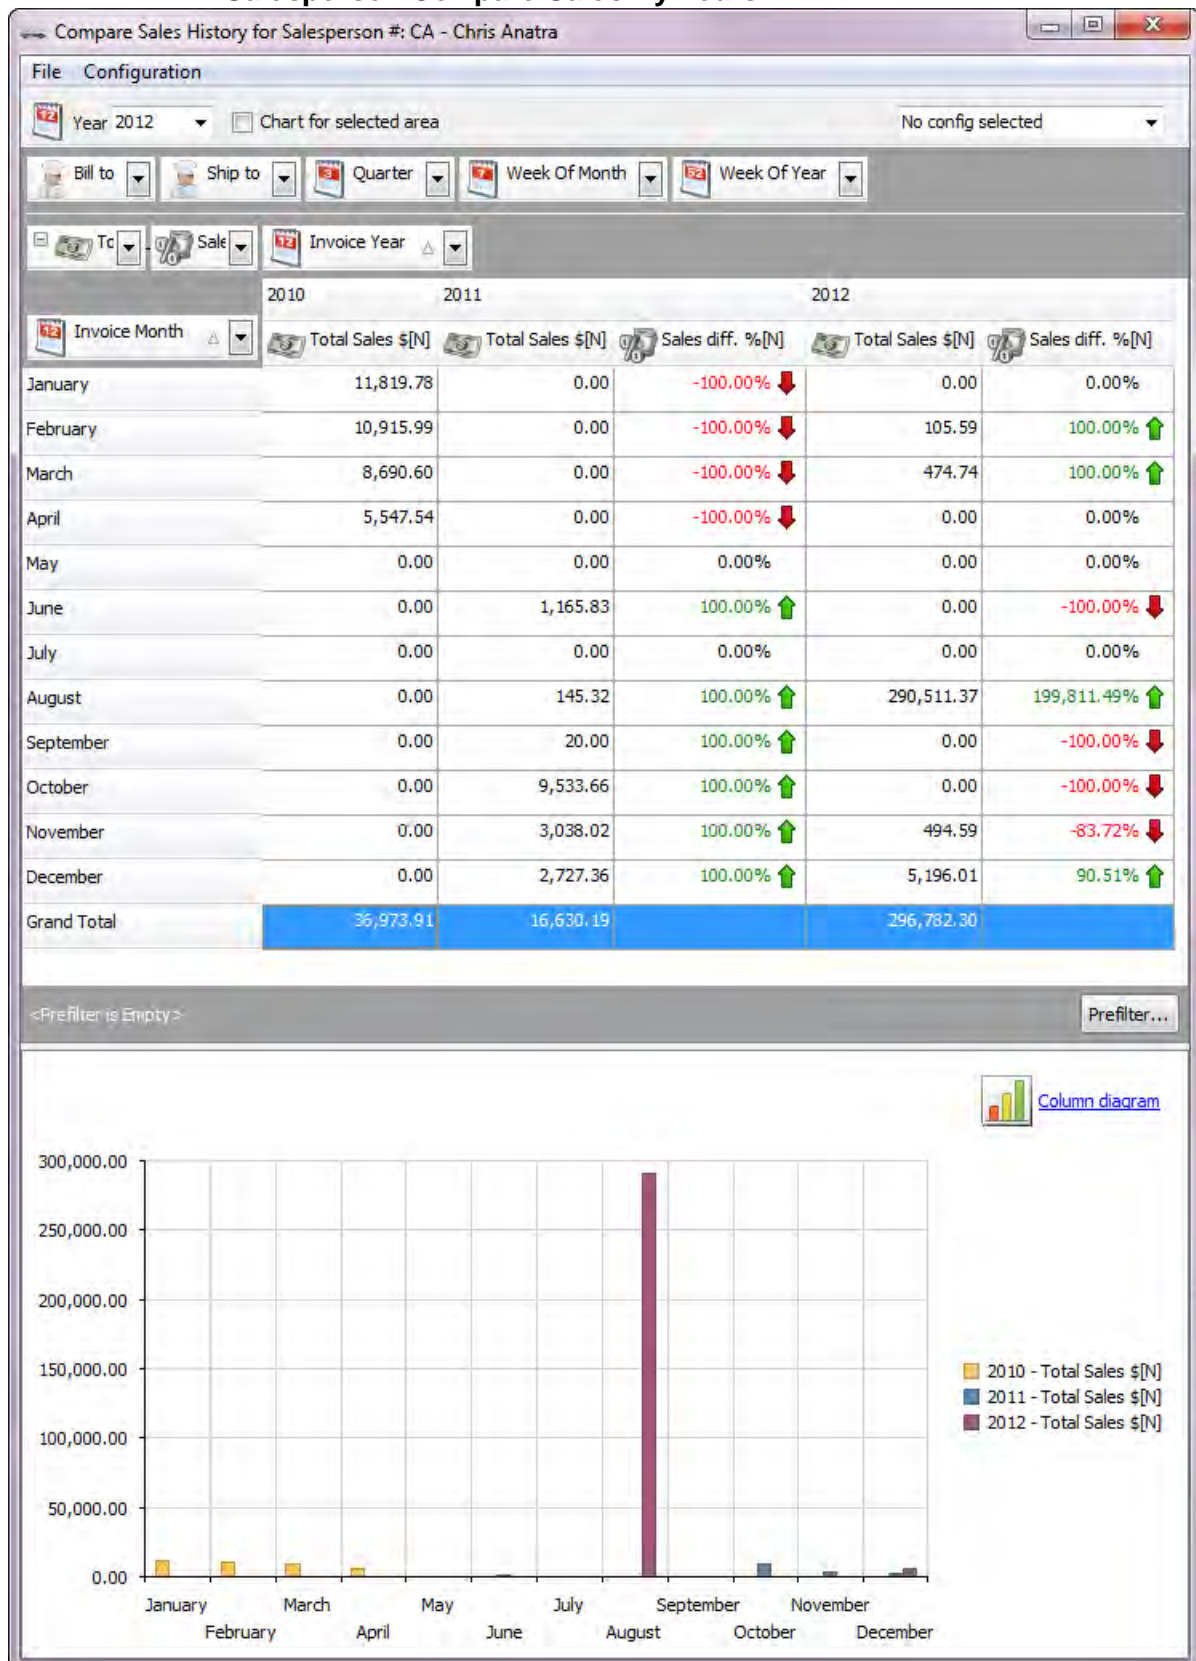 Compare Sales History for Salesperson #: CA - Chris Anatra
File Configuration
Year 2012 Chart for selected area No config selected
Bill to Ship to Quarter Week Of Month Week Of Year
Sale Invoice Year
2010 2011 2012
Invoice Month Total Sales $[N] Total Sales $[N] Sales diff. %[N] Total Sales $[N] Sales diff. %[N]
January 11,819.78 0.00 -100.00% 0.00 0.00%
February 10,915.99 0.00 -100.00% 105.59 100.00%
March 8,690.60 0.00 -100.00% 474.74 100.00%
April 5,547.54 0.00 -100.00% 0.00 0.00%
May 0.00 0.00 0.00% 0.00 0.00%
June 0.00 1,165.83 100.00% 0.00 -100.00%
July 0.00 0.00 0.00% 0.00 0.00%
August 0.00 145.32 100.00% 290,511.37 199,811.49%
September 0.00 20.00 100.00% 0.00 -100.00%
October 0.00 9,533.66 100.00% 0.00 -100.00%
November 0.00 3,038.02 100.00% 494.59 -83.72%
December 0.00 2,727.36 100.00% 5,196.01 90.51%
Grand Total 36,973.91 16,630.19 296,782.30
<Prefilter is Empty> Prefilter...
Column diagram
300,000.00
250,000.00
200,000.00
150,000.00
100,000.00
50,000.00
0.00
2010 - Total Sales $[N]
2011 - Total Sales $[N]
2012 - Total Sales $[N]
January March May July September November
February April June August October December